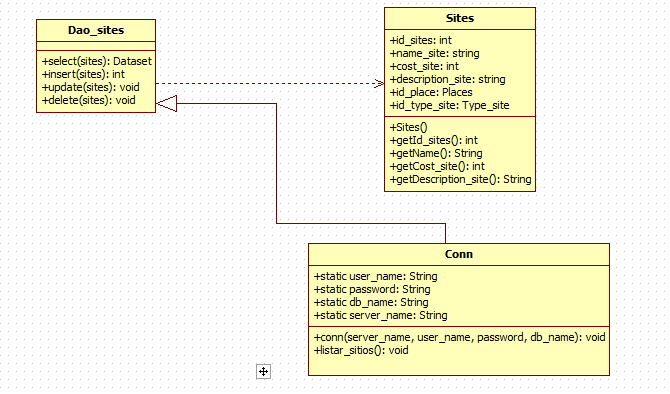 Dao_sites
+select(sites): Dataset
+insert(sites): int
+update(sites): void
+delete(sites): void
Sites
+id_sites: int
+name_site: string
+cost_site: int
+description_site: string
+id_place: Places
+id_type_site: Type_site
+Sites()
+getId_sites(): int
+getName(): String
+getCost_site(): int
+getDescription_site(): String
Conn
+static user_name: String
+static password: String
+static db_name: String
+static server_name: String
+conn(server_name, user_name, password, db_name): void
+listar_sitios(): void